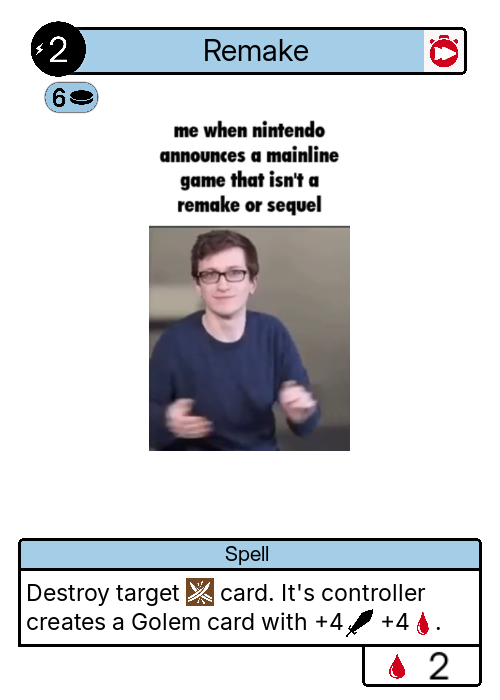 2
Remake
6
me when nintendo
announces a mainline
game that isn't a
remake or sequel
Spell
Destroy target card. It's controller
creates a Golem card with +4 +4 .
2